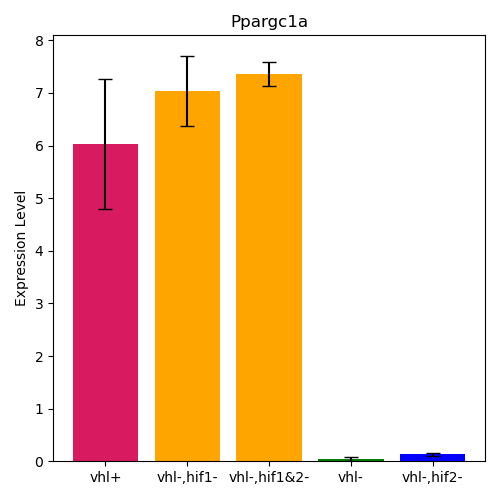 Ppargc1a
Expression Level
8
7
6
5
4
3
2
1
0
vhl+
vhl-,hif1-
vhl-,hif1&2-
vhl-
vhl-,hif2-